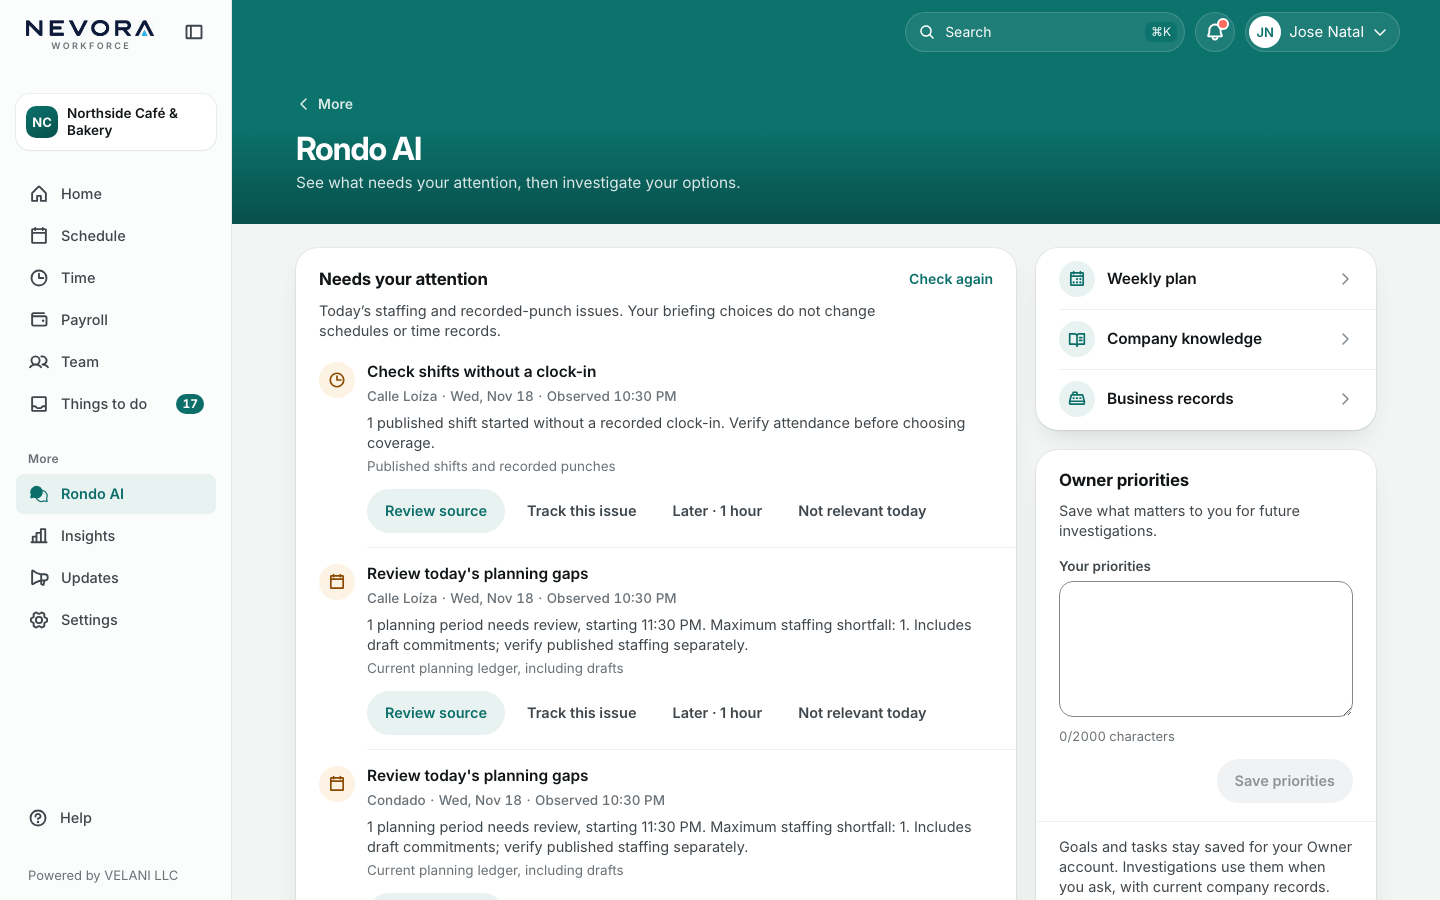 NEVORA
WORKFORCE
Search
⌘K
JN
Jose Natal
NC
Northside Café &
Bakery
Home
Schedule
Time
Payroll
Team
Things to do
17
More
Rondo AI
Insights
Updates
Settings
Help
Powered by VELANI LLC
More
Rondo AI
See what needs your attention, then investigate your options.
Needs your attention
Check again
Today’s staffing and recorded-punch issues. Your briefing choices do not change
schedules or time records.
Check shifts without a clock-in
Calle Loíza · Wed, Nov 18 · Observed 10:30 PM
1 published shift started without a recorded clock-in. Verify attendance before choosing
coverage.
Published shifts and recorded punches
Review source
Track this issue
Later · 1 hour
Not relevant today
Review today's planning gaps
Calle Loíza · Wed, Nov 18 · Observed 10:30 PM
1 planning period needs review, starting 11:30 PM. Maximum staffing shortfall: 1. Includes
draft commitments; verify published staffing separately.
Current planning ledger, including drafts
Review source
Track this issue
Later · 1 hour
Not relevant today
Review today's planning gaps
Condado · Wed, Nov 18 · Observed 10:30 PM
1 planning period needs review, starting 11:30 PM. Maximum staffing shortfall: 1. Includes
draft commitments; verify published staffing separately.
Current planning ledger, including drafts
Weekly plan
Company knowledge
Business records
Owner priorities
Save what matters to you for future
investigations.
Your priorities
0/2000 characters
Save priorities
Goals and tasks stay saved for your Owner
account. Investigations use them when
you ask, with current company records.